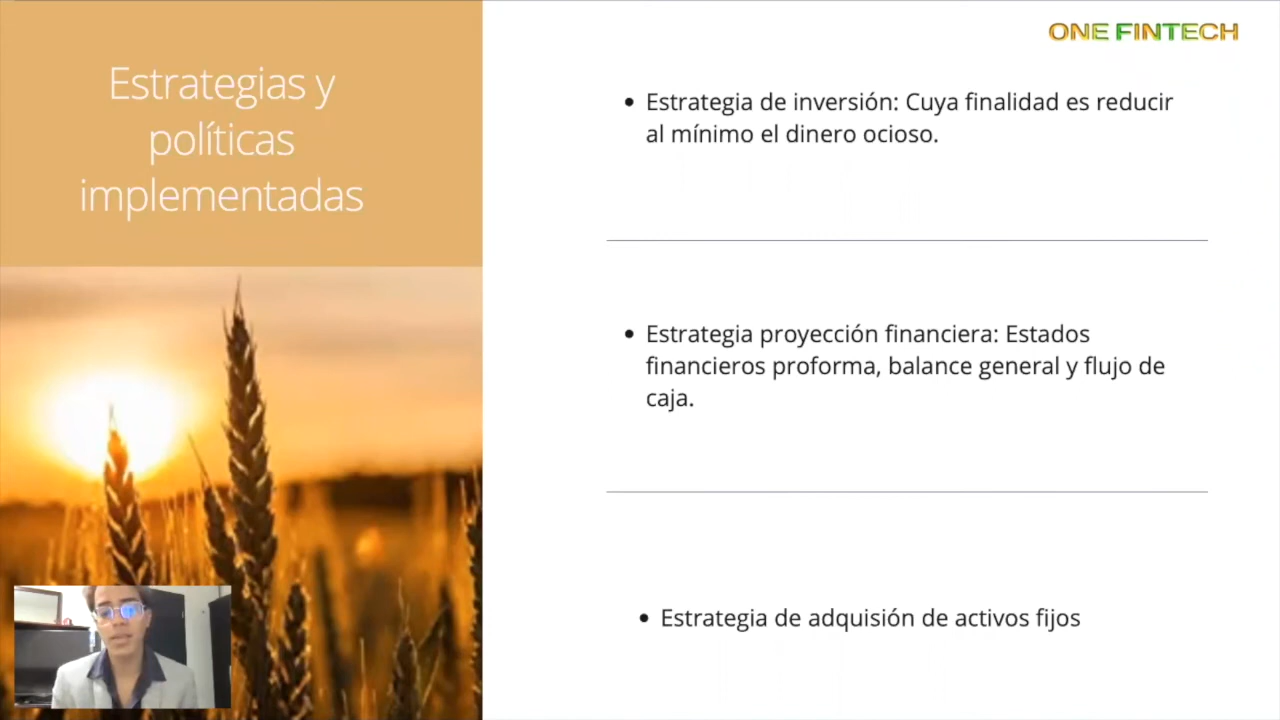 Estrategias y
políticas
implementadas
ONE FINTECH
• Estrategia de inversión: Cuya finalidad es reducir
al mínimo el dinero ocioso.
• Estrategia proyección financiera: Estados
financieros proforma, balance general y flujo de
caja.
• Estrategia de adquisión de activos fijos